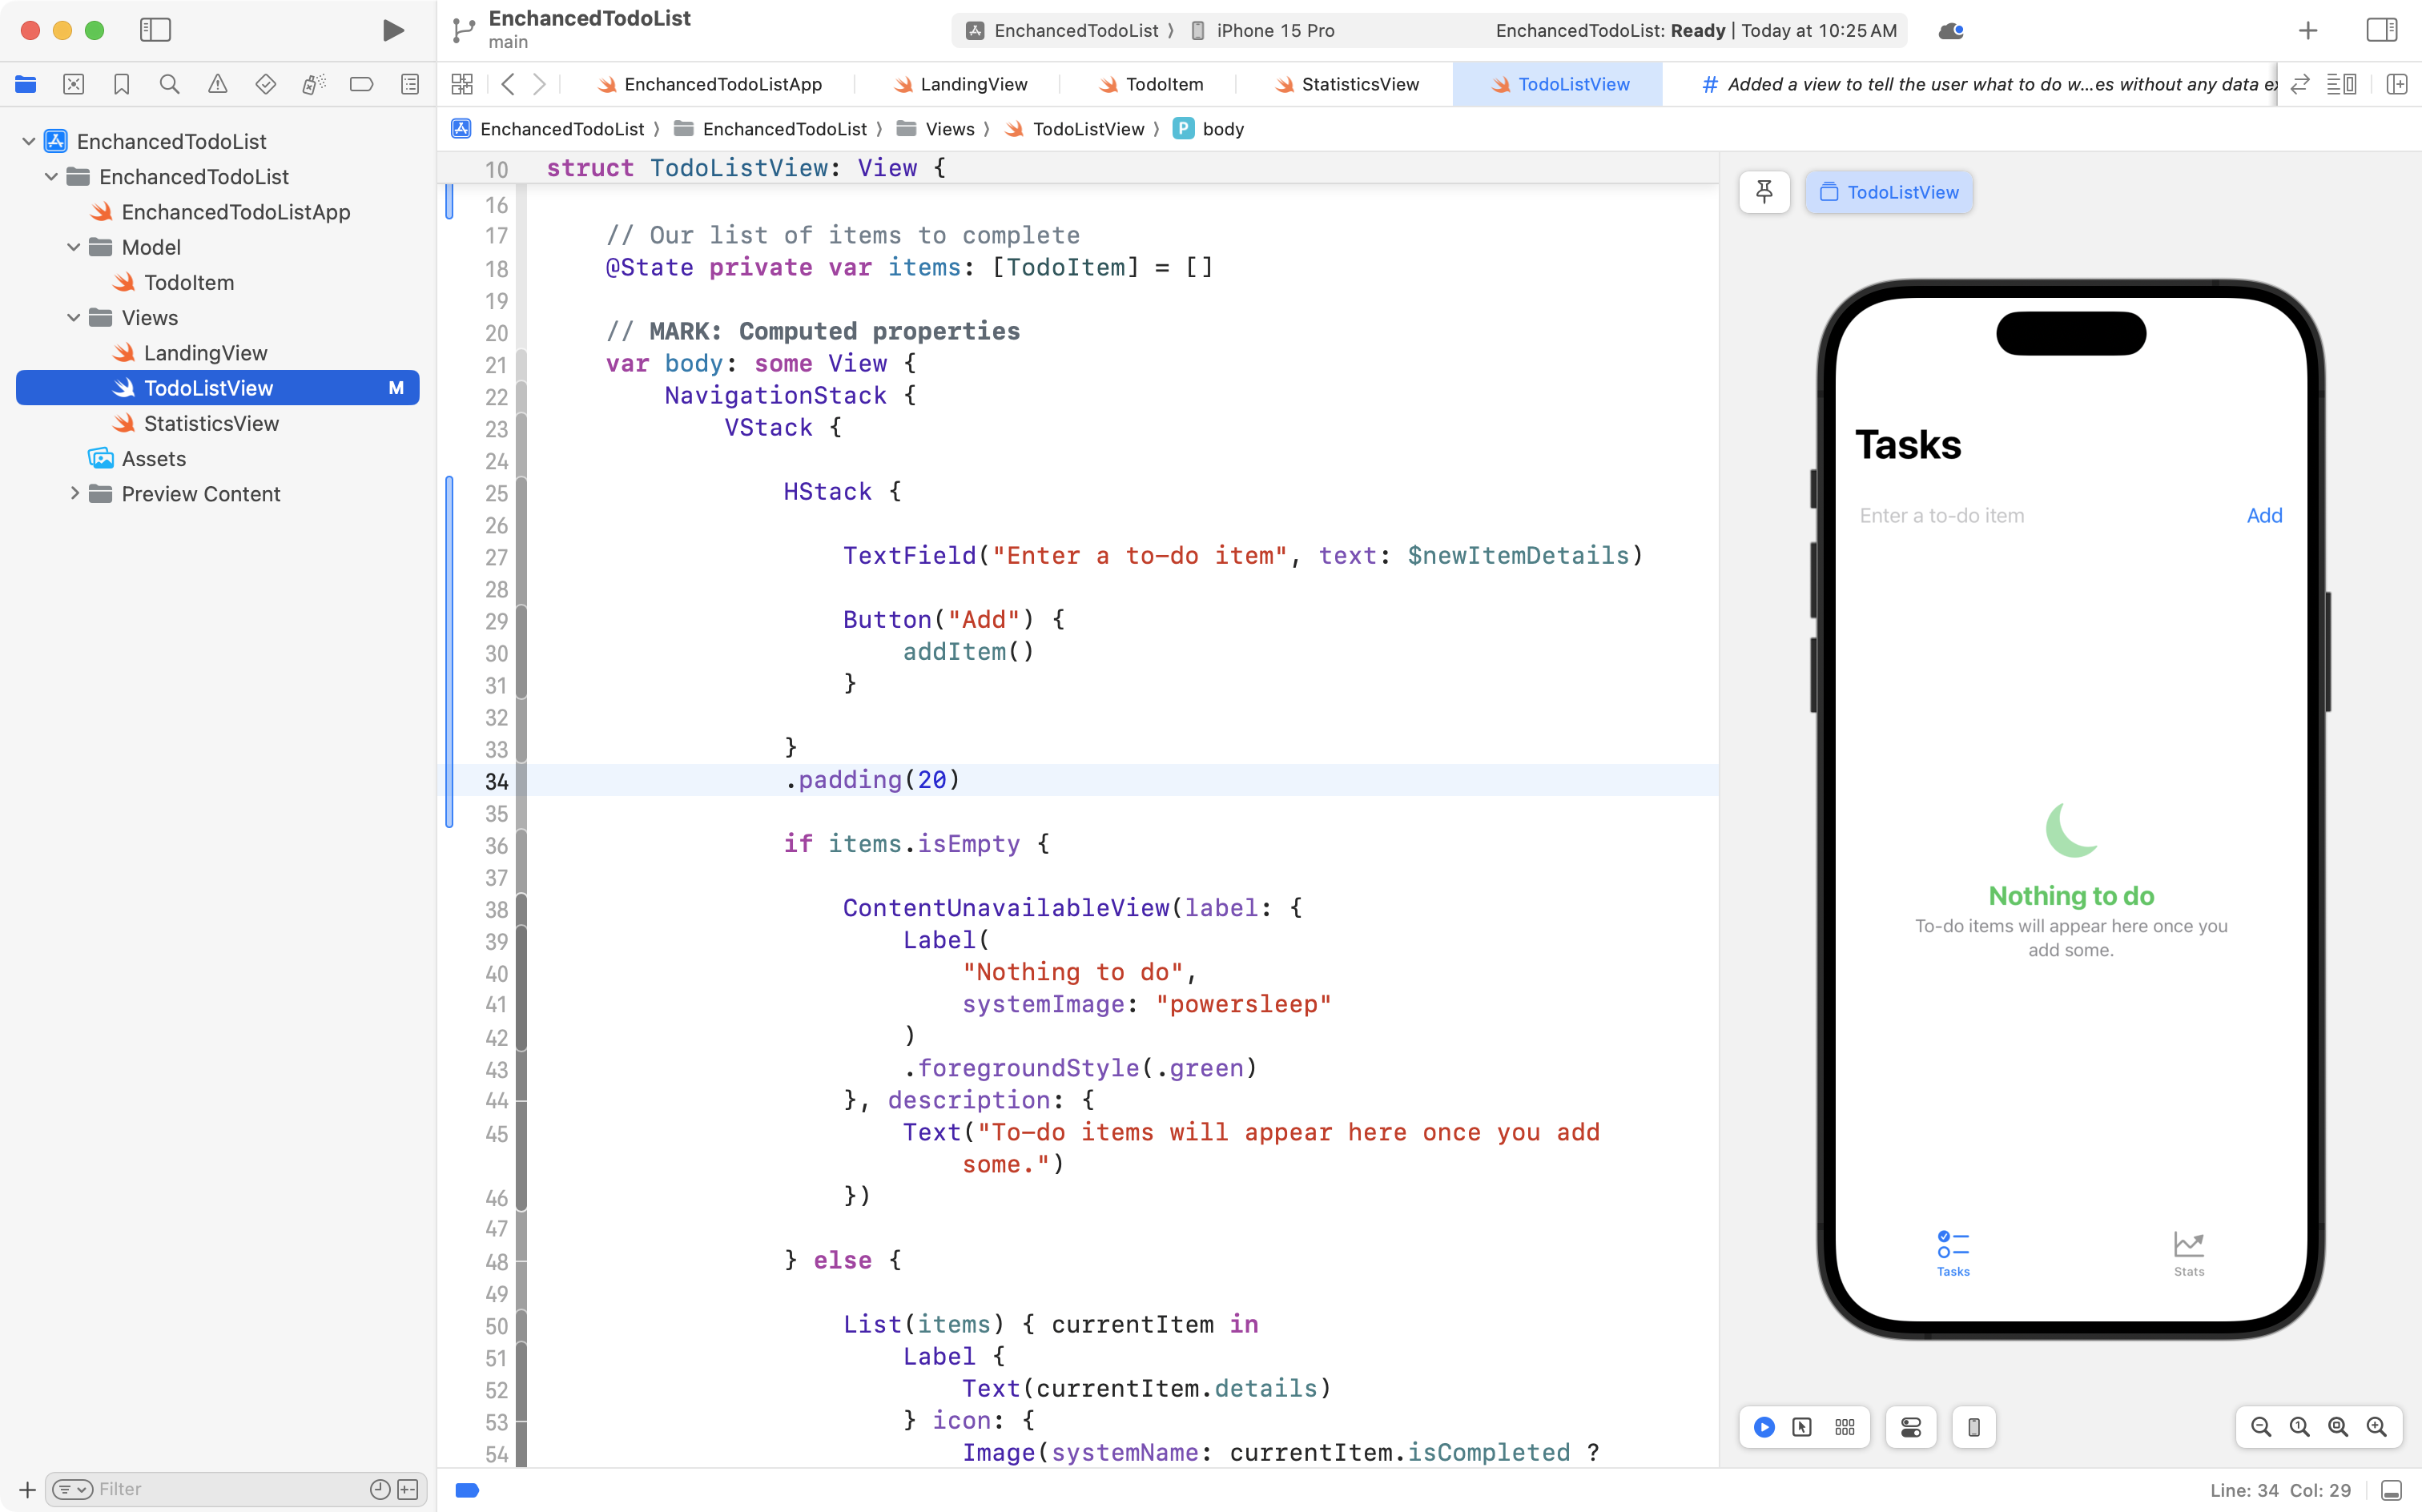 EnchancedTodoList
main
EnchancedTodoList
iPhone 15 Pro
EnchancedTodoList: Ready | Today at 10:25 AM
EnchancedTodoListApp
LandingView
TodoItem
StatisticsView
TodoListView
# Added a view to tell the user what to do w...es without any data ex
EnchancedTodoList
EnchancedTodoList
Views
TodoListView
P body
EnchancedTodoList
EnchancedTodoList
EnchancedTodoListApp
Model
TodoItem
Views
LandingView
TodoListView M
StatisticsView
Assets
Preview Content
Filter
10 struct TodoListView: View {
16
17 // Our list of items to complete
18 @State private var items: [TodoItem] = []
19
20 // MARK: Computed properties
21 var body: some View {
22 NavigationStack {
23 VStack {
24
25 HStack {
26
27 TextField("Enter a to-do item", text: $newItemDetails)
28
29 Button("Add") {
30 addItem()
31 }
32
33 }
34 .padding(20)
35
36 if items.isEmpty {
37
38 ContentUnavailableView(label: {
39 Label(
40 "Nothing to do",
41 systemImage: "powersleep"
42 )
43 .foregroundStyle(.green)
44 }, description: {
45 Text("To-do items will appear here once you add
some.")
46 })
47
48 } else {
49
50 List(items) { currentItem in
51 Label {
52 Text(currentItem.details)
53 } icon: {
54 Image(systemName: currentItem.isCompleted ?
TodoListView
Tasks
Enter a to-do item
Add
Nothing to do
To-do items will appear here once you
add some.
Tasks
Stats
Line: 34 Col: 29